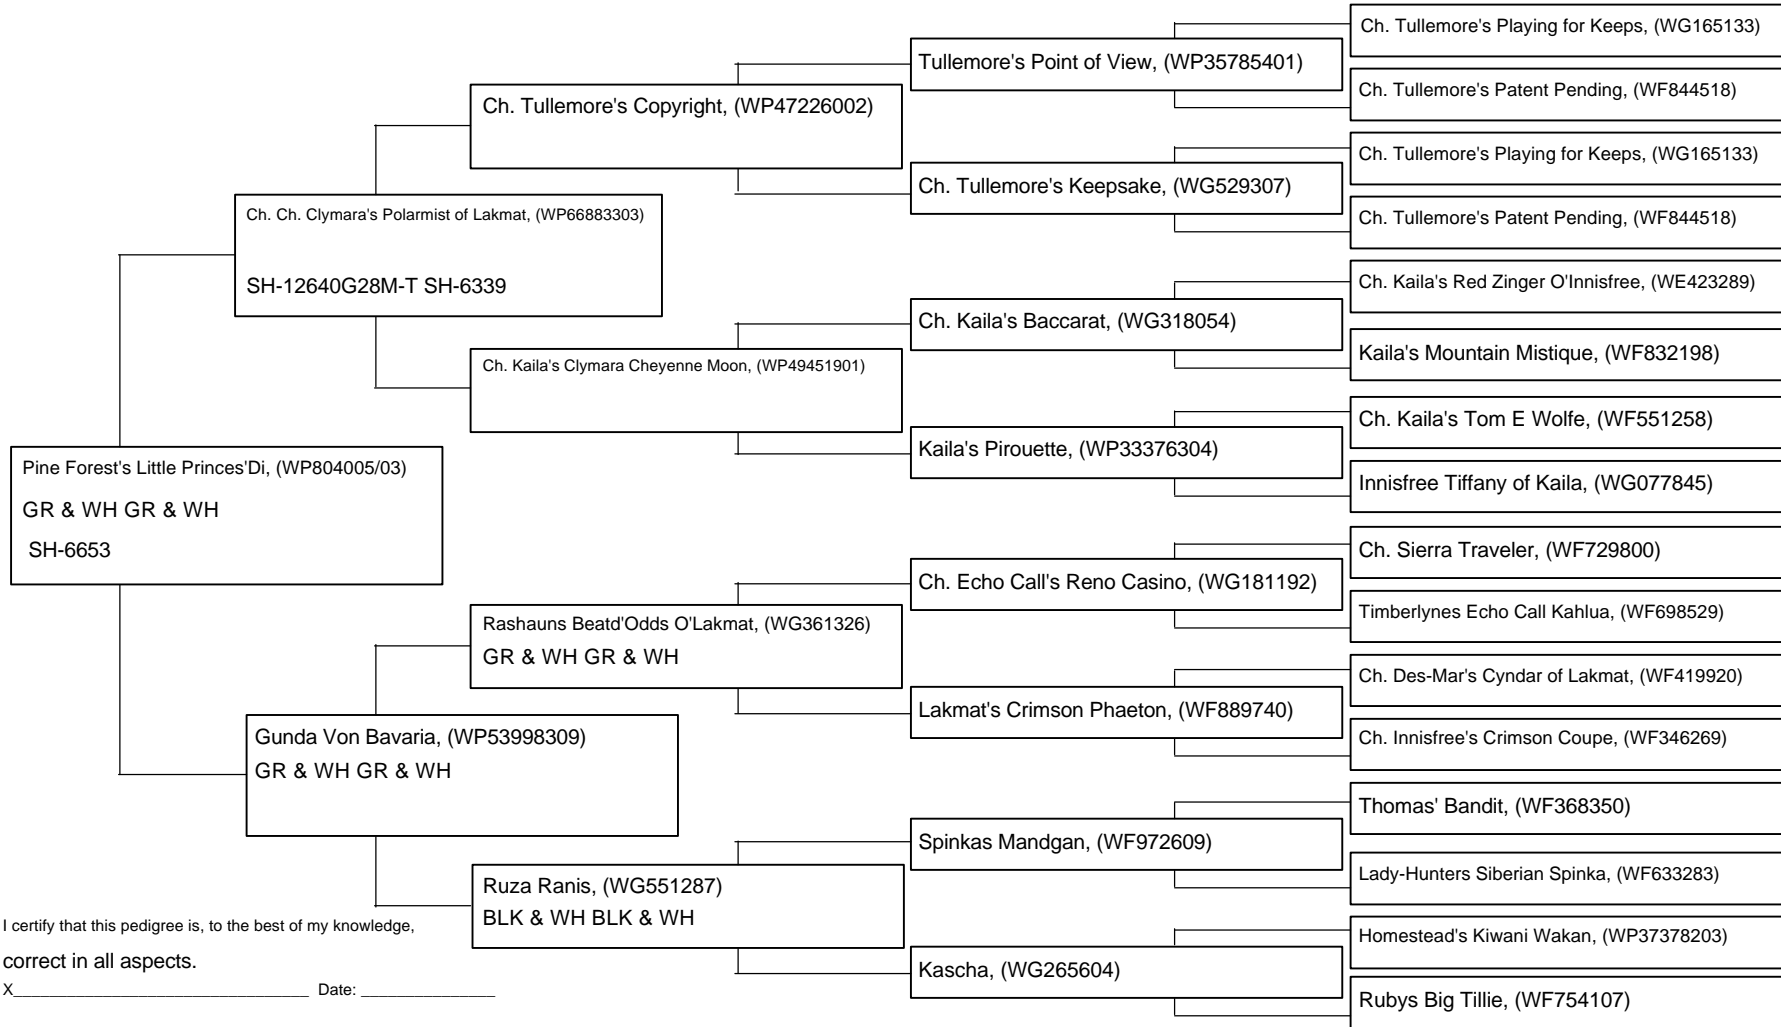 Ch. Tullemore's Playing for Keeps, (WG165133)
Tullemore's Point of View, (WP35785401)
Ch. Tullemore's Patent Pending, (WF844518)
Ch. Tullemore's Copyright, (WP47226002)
Ch. Tullemore's Playing for Keeps, (WG165133)
Ch. Tullemore's Keepsake, (WG529307)
Ch. Tullemore's Patent Pending, (WF844518)
Ch. Ch. Clymara's Polarmist of Lakmat, (WP66883303)
SH-12640G28M-T SH-6339
Ch. Kaila's Red Zinger O'Innisfree, (WE423289)
Ch. Kaila's Baccarat, (WG318054)
Kaila's Mountain Mistique, (WF832198)
Ch. Kaila's Clymara Cheyenne Moon, (WP49451901)
Ch. Kaila's Tom E Wolfe, (WF551258)
Kaila's Pirouette, (WP33376304)
Innisfree Tiffany of Kaila, (WG077845)
Pine Forest's Little Princes'Di, (WP804005/03)
GR & WH GR & WH
SH-6653
Ch. Sierra Traveler, (WF729800)
Ch. Echo Call's Reno Casino, (WG181192)
Timberlynes Echo Call Kahlua, (WF698529)
Rashauns Beatd'Odds O'Lakmat, (WG361326)
GR & WH GR & WH
Ch. Des-Mar's Cyndar of Lakmat, (WF419920)
Lakmat's Crimson Phaeton, (WF889740)
Ch. Innisfree's Crimson Coupe, (WF346269)
Gunda Von Bavaria, (WP53998309)
GR & WH GR & WH
Thomas' Bandit, (WF368350)
Spinkas Mandgan, (WF972609)
Lady-Hunters Siberian Spinka, (WF633283)
Ruza Ranis, (WG551287)
BLK & WH BLK & WH
Homestead's Kiwani Wakan, (WP37378203)
Kascha, (WG265604)
Rubys Big Tillie, (WF754107)
I certify that this pedigree is, to the best of my knowledge,
correct in all aspects.
X__________________________________ Date: _______________